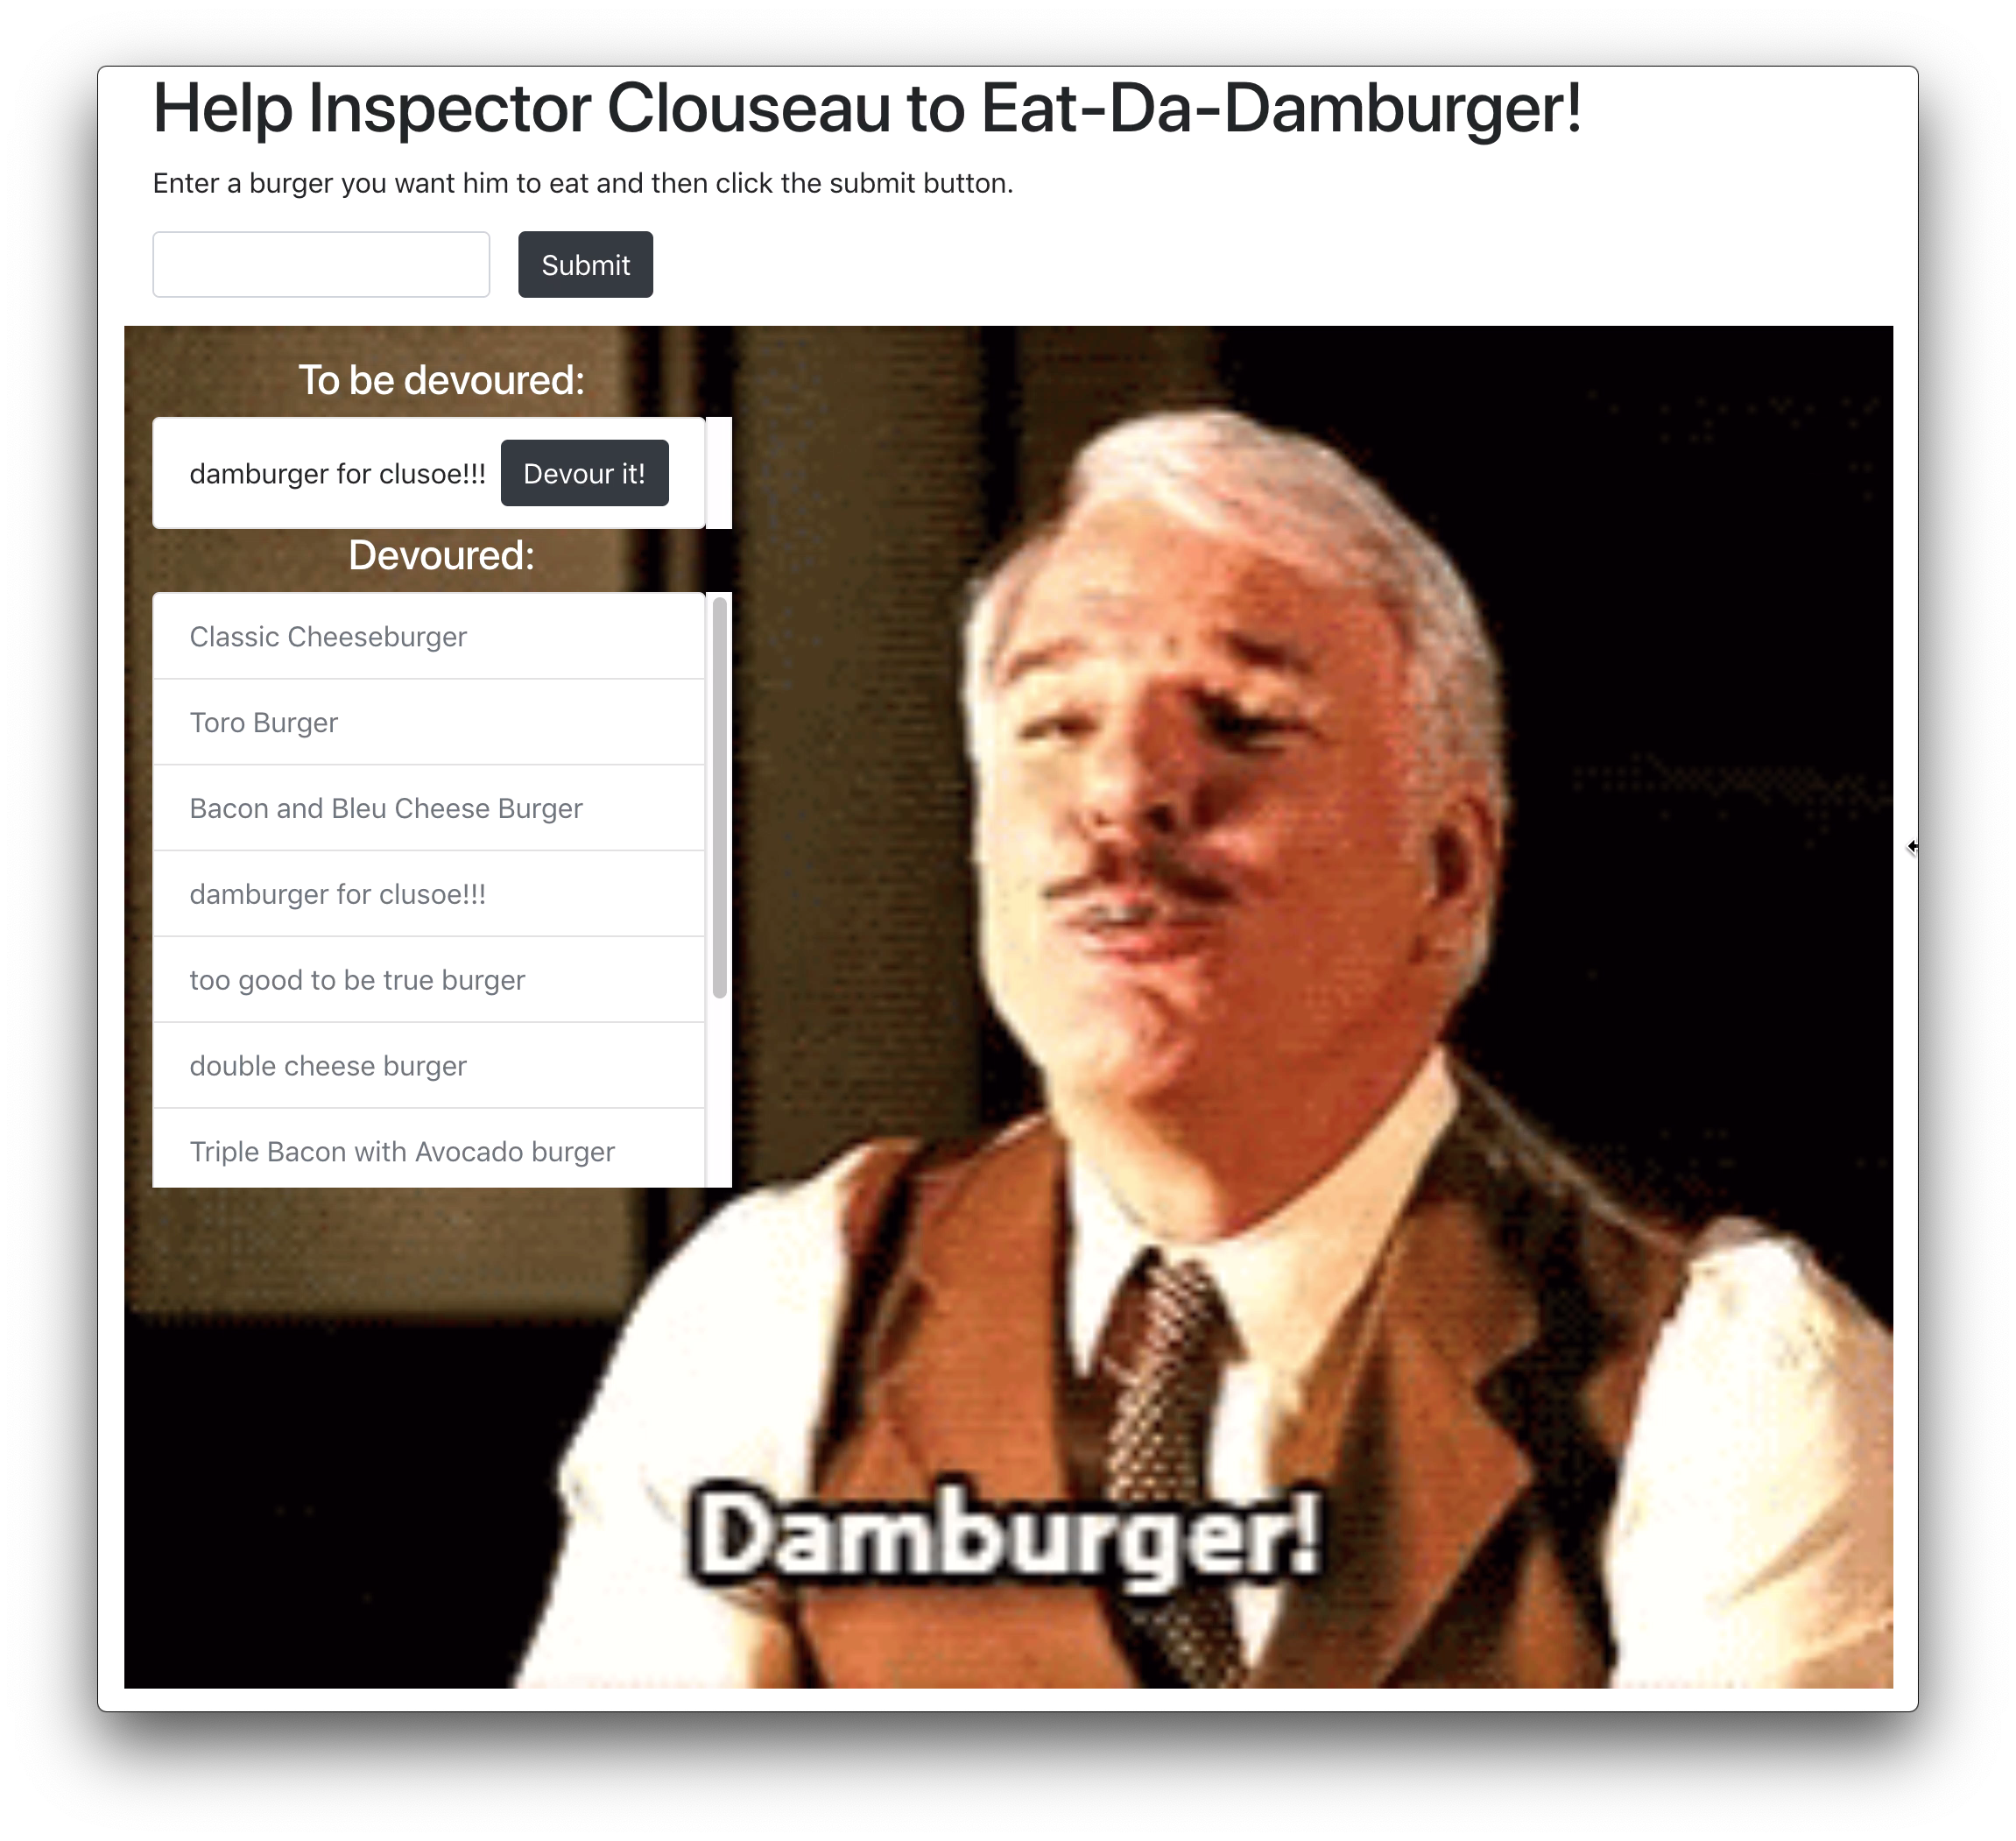 Help Inspector Clouseau to Eat-Da-Damburger!
Enter a burger you want him to eat and then click the submit button.
Submit
To be devoured:
damburger for clusoe!!! Devour it!
Devoured:
Classic Cheeseburger
Toro Burger
Bacon and Bleu Cheese Burger
damburger for clusoe!!!
too good to be true burger
double cheese burger
Triple Bacon with Avocado burger
Damburger!